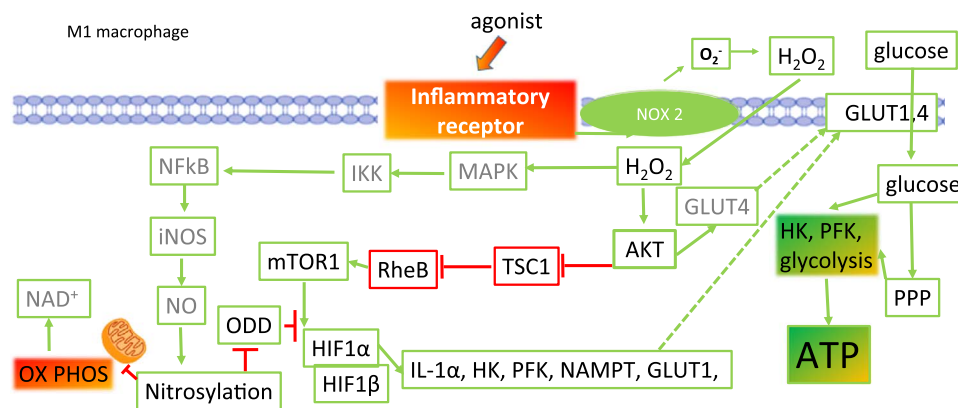 agonist
M1 macrophage
O₂⁻
H₂O₂
glucose
Inflammatory
receptor
NOX 2
GLUT1,4
NFkB
IKK
MAPK
H₂O₂
glucose
GLUT4
iNOS
HK, PFK,
glycolysis
mTOR1
RheB
TSC1
AKT
NAD⁺
NO
PPP
ODD
HIF1α
ATP
OX PHOS
Nitrosylation
HIF1β
IL-1α, HK, PFK, NAMPT, GLUT1,